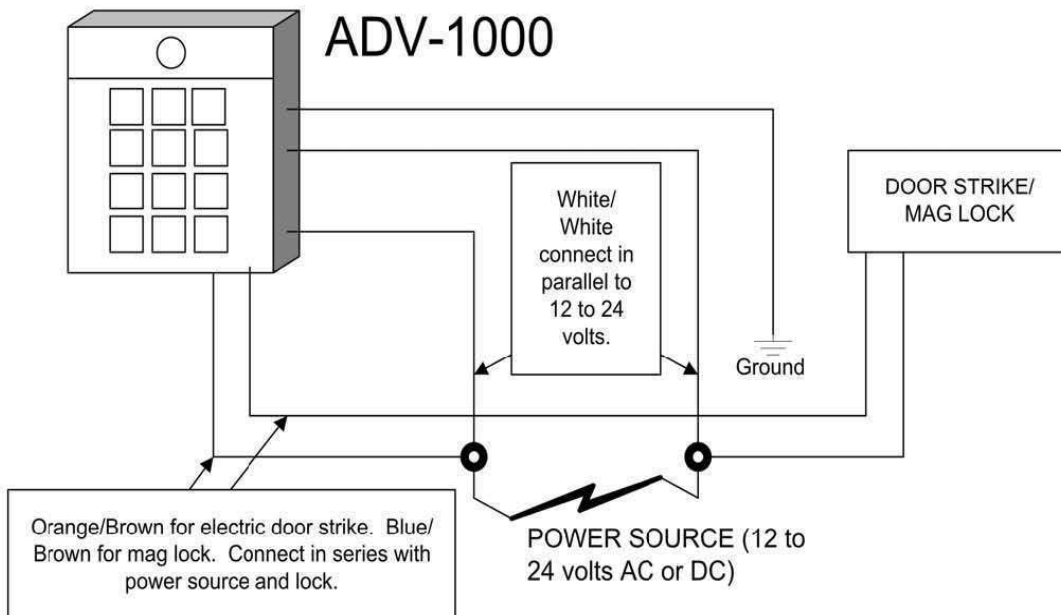 ADV-1000
White/
White
connect in
parallel to
12 to 24
volts.
DOOR STRIKE/
MAG LOCK
Ground
Orange/Brown for electric door strike. Blue/
Brown for mag lock. Connect in series with
power source and lock.
POWER SOURCE (12 to
24 volts AC or DC)